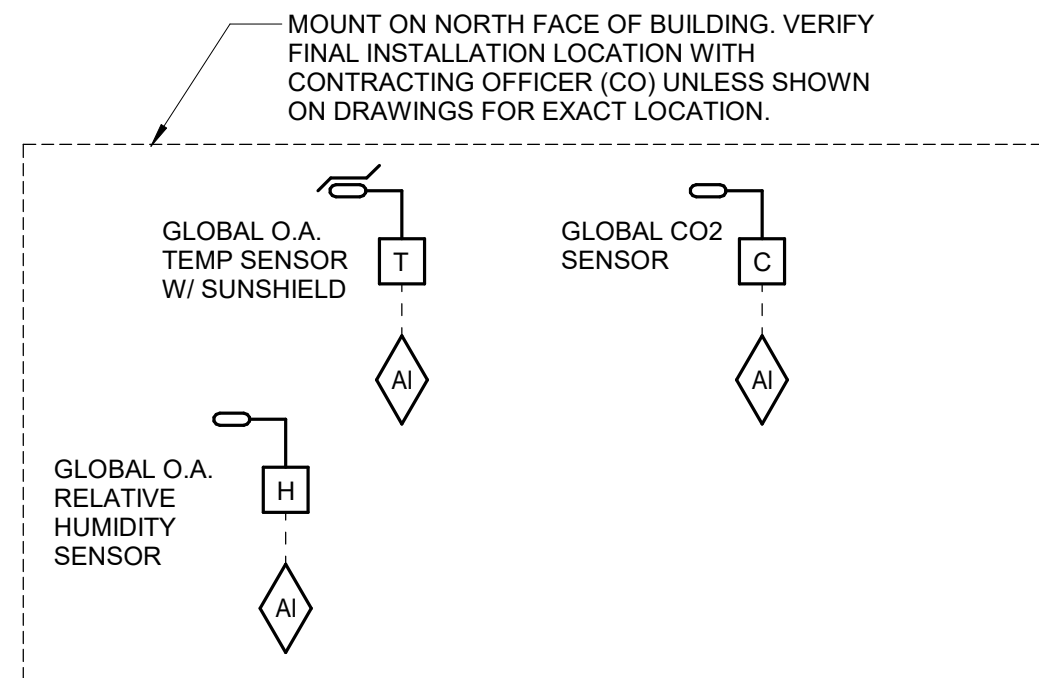 MOUNT ON NORTH FACE OF BUILDING. VERIFY
FINAL INSTALLATION LOCATION WITH
CONTRACTING OFFICER (CO) UNLESS SHOWN
ON DRAWINGS FOR EXACT LOCATION.
GLOBAL O.A.
TEMP SENSOR
W/ SUNSHIELD
T
AI
GLOBAL CO2
SENSOR
C
AI
GLOBAL O.A.
RELATIVE
HUMIDITY
SENSOR
H
AI